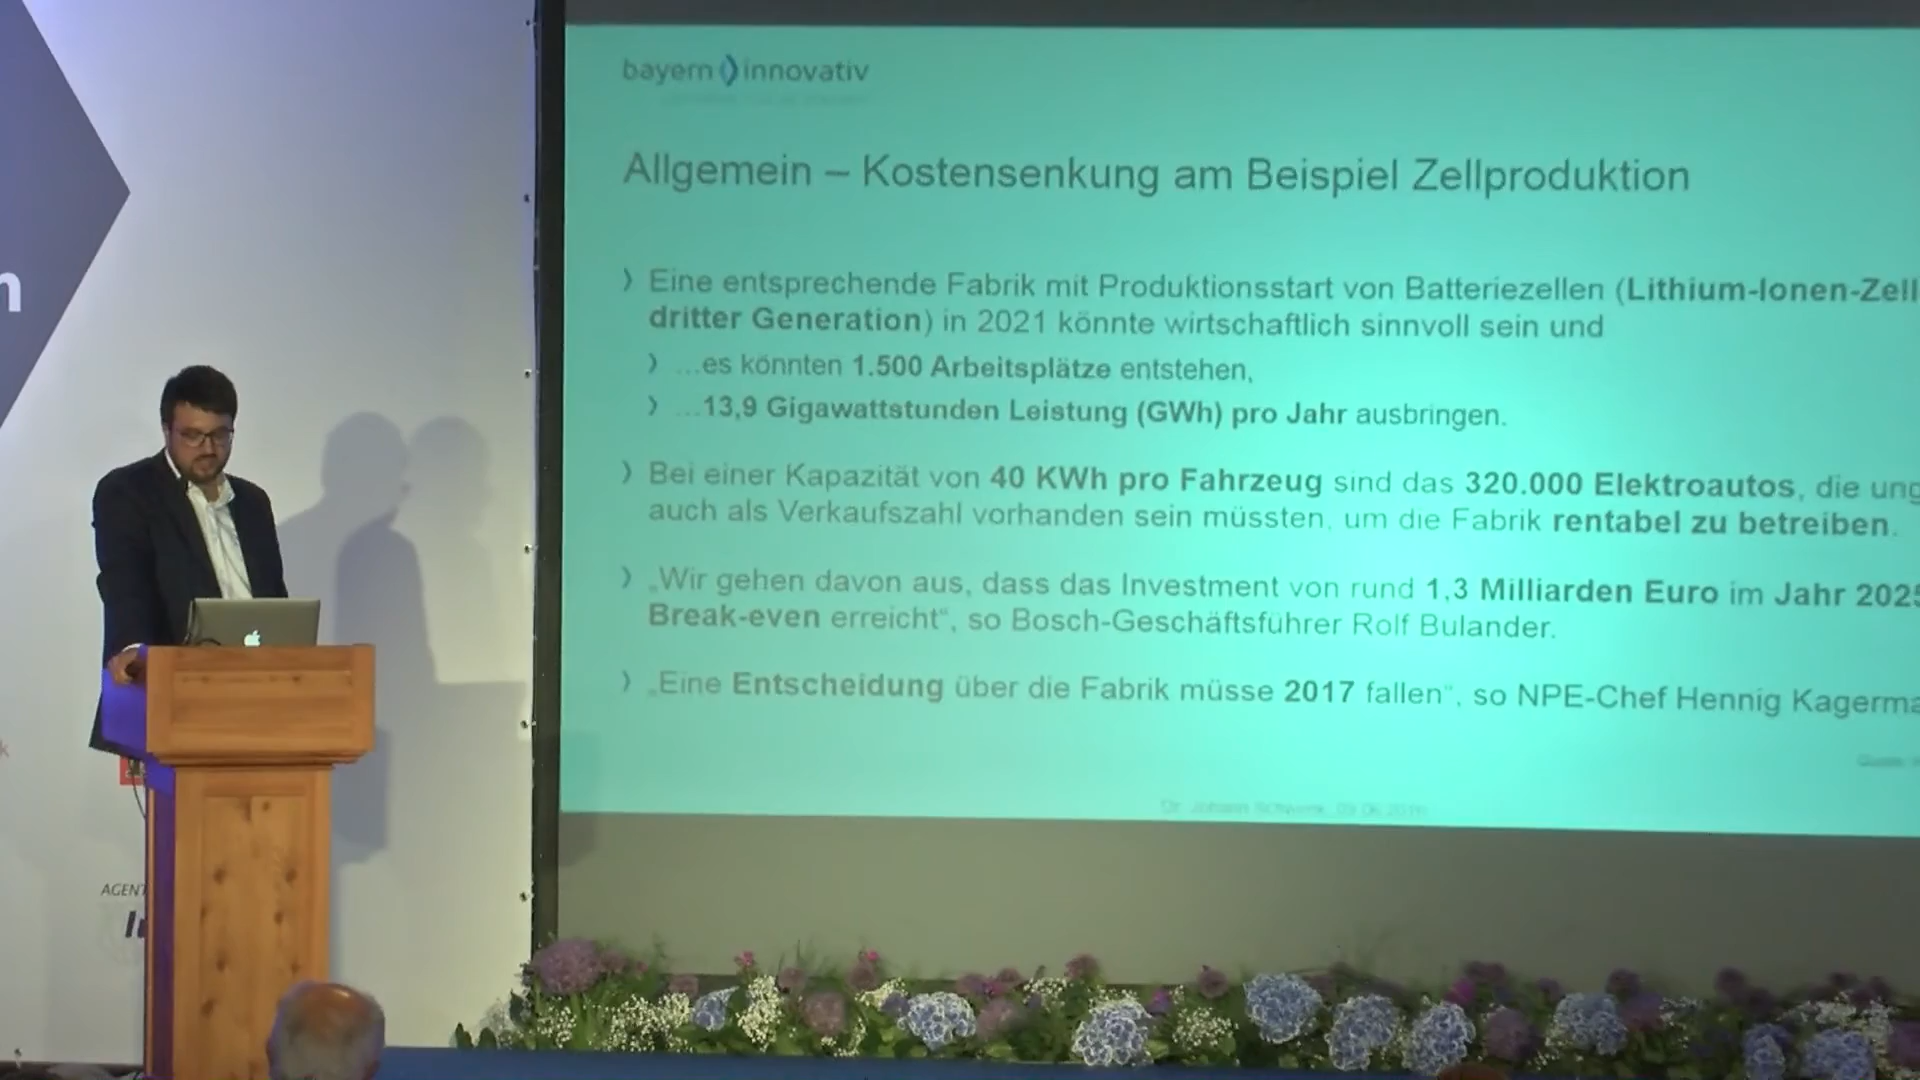 n
bayern innovativ
Allgemein – Kostensenkung am Beispiel Zellproduktion
Eine entsprechende Fabrik mit Produktionsstart von Batteriezellen (Lithium-Ionen-Zell
dritter Generation) in 2021 könnte wirtschaftlich sinnvoll sein und
…es könnten 1.500 Arbeitsplätze entstehen,
…13,9 Gigawattstunden Leistung (GWh) pro Jahr ausbringen.
Bei einer Kapazität von 40 KWh pro Fahrzeug sind das 320.000 Elektroautos, die ung
auch als Verkaufszahl vorhanden sein müssten, um die Fabrik rentabel zu betreiben.
„Wir gehen davon aus, dass das Investment von rund 1,3 Milliarden Euro im Jahr 2025
Break-even erreicht“, so Bosch-Geschäftsführer Rolf Bulander.
„Eine Entscheidung über die Fabrik müsse 2017 fallen“, so NPE-Chef Hennig Kagerma
Dr. Johann
k
AGENT